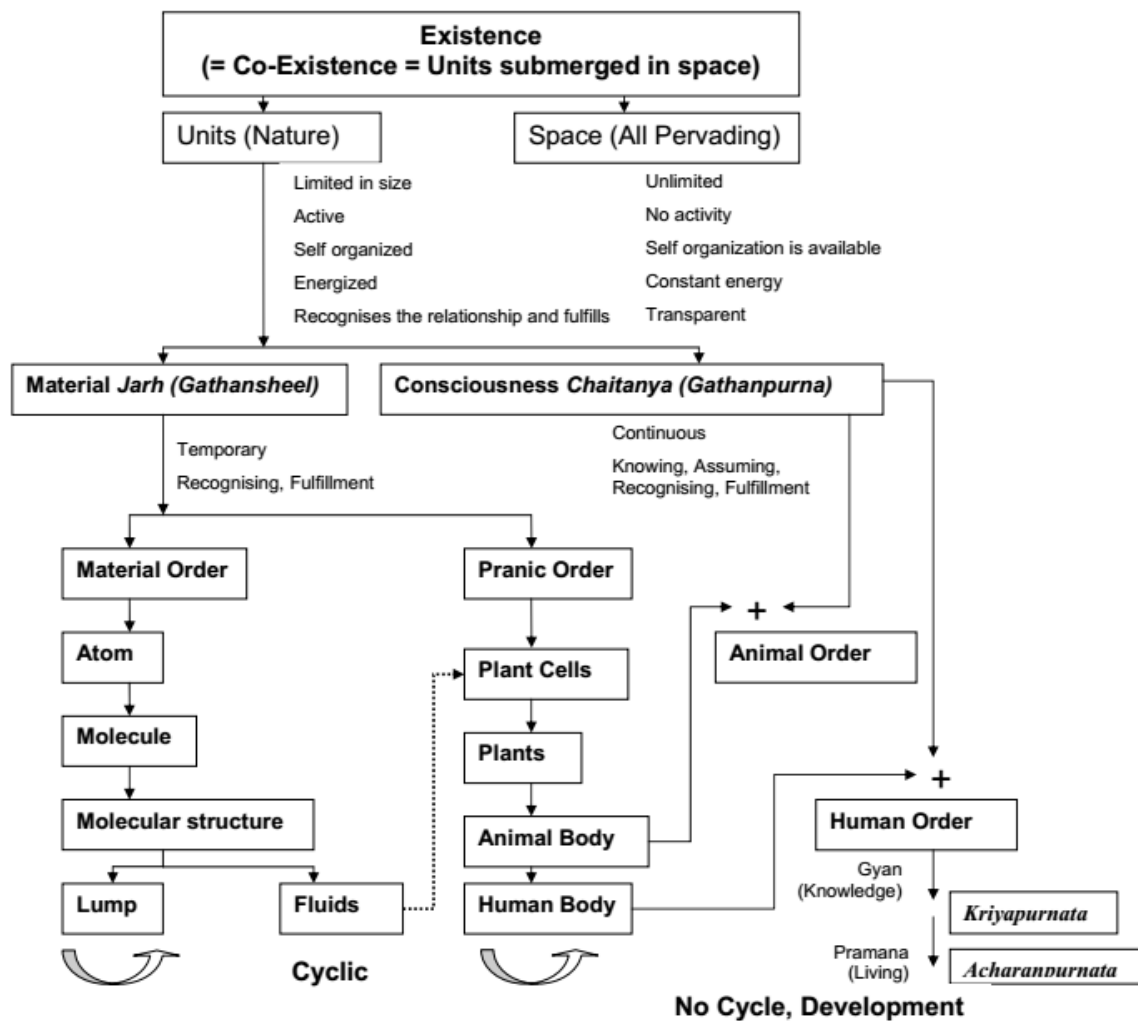 Existence
(= Co-Existence = Units submerged in space)
Units (Nature)
Space (All Pervading)
Limited in size
Active
Self organized
Energized
Recognises the relationship and fulfills
Unlimited
No activity
Self organization is available
Constant energy
Transparent
Material Jarh (Gathansheel)
Consciousness Chaitanya (Gathanpurna)
Temporary
Recognising, Fulfillment
Continuous
Knowing, Assuming,
Recognising, Fulfillment
Material Order
Pranic Order
+
Animal Order
Atom
Plant Cells
Molecule
Plants
+
Molecular structure
Animal Body
Human Order
Lump
Fluids
Human Body
Gyan
(Knowledge)
Kriyapurnata
Pramana
(Living)
Acharanpurnata
Cyclic
No Cycle, Development